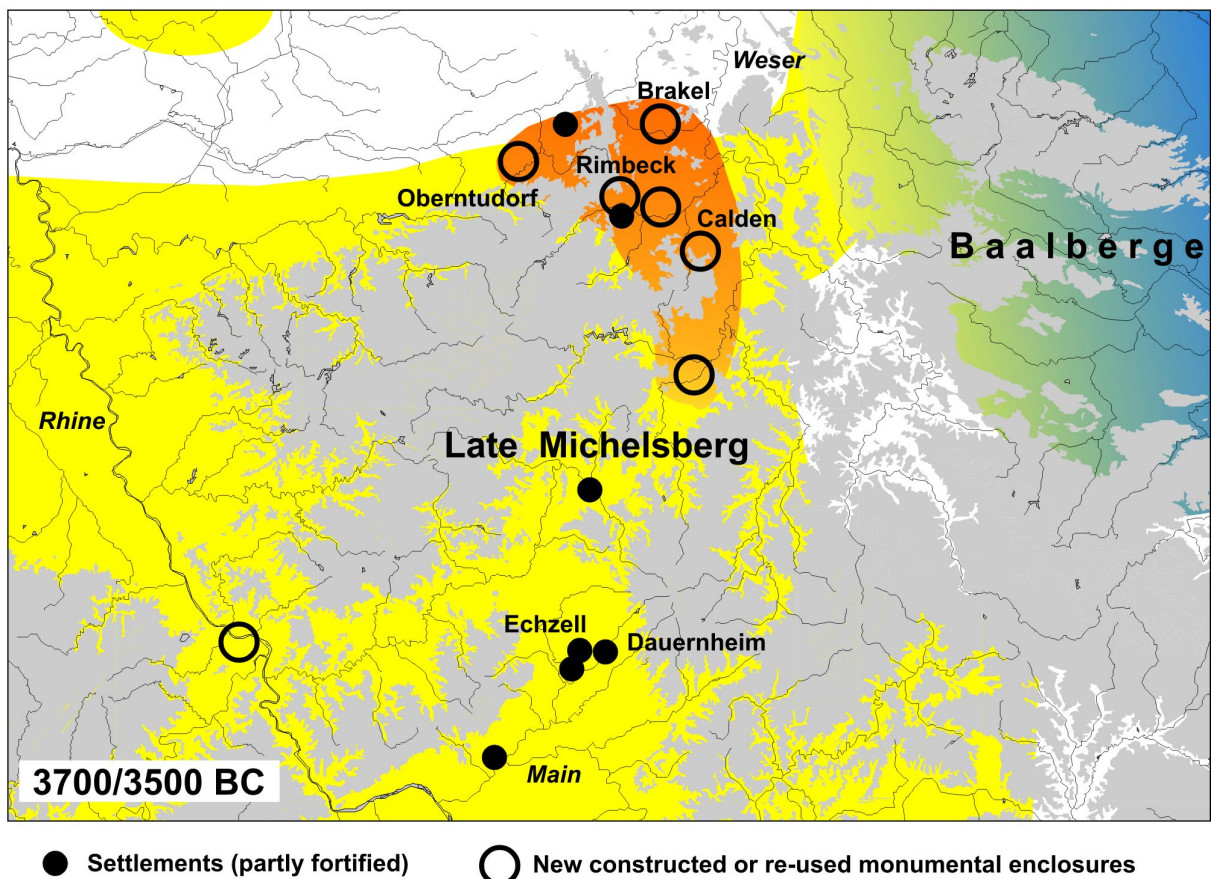 Weser
Brakel
Rimbeck
Oberntudorf
Calden
Baalberge
Rhine
Late Michelsberg
Echzell
Dauernheim
Main
3700/3500 BC
Settlements (partly fortified)
New constructed or re-used monumental enclosures